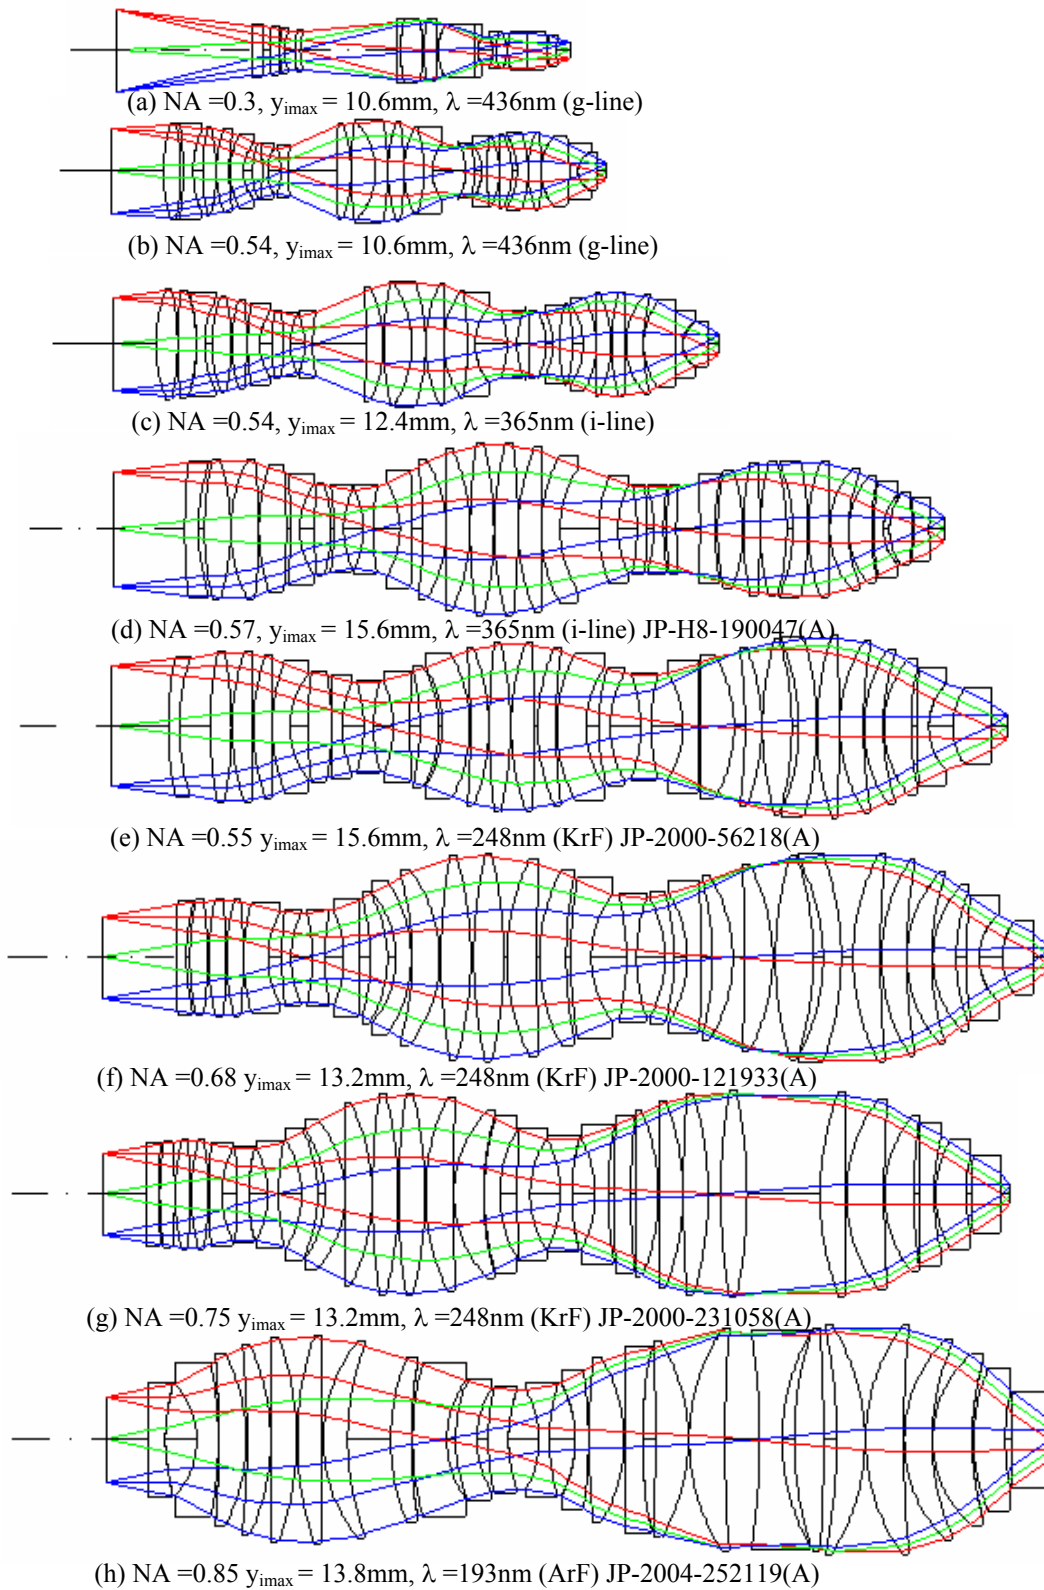 (a) NA =0.3, yimax = 10.6mm, λ =436nm (g-line)
(b) NA =0.54, yimax = 10.6mm, λ =436nm (g-line)
(c) NA =0.54, yimax = 12.4mm, λ =365nm (i-line)
(d) NA =0.57, yimax = 15.6mm, λ =365nm (i-line) JP-H8-190047(A)
(e) NA =0.55 yimax = 15.6mm, λ =248nm (KrF) JP-2000-56218(A)
(f) NA =0.68 yimax = 13.2mm, λ =248nm (KrF) JP-2000-121933(A)
(g) NA =0.75 yimax = 13.2mm, λ =248nm (KrF) JP-2000-231058(A)
(h) NA =0.85 yimax = 13.8mm, λ =193nm (ArF) JP-2004-252119(A)